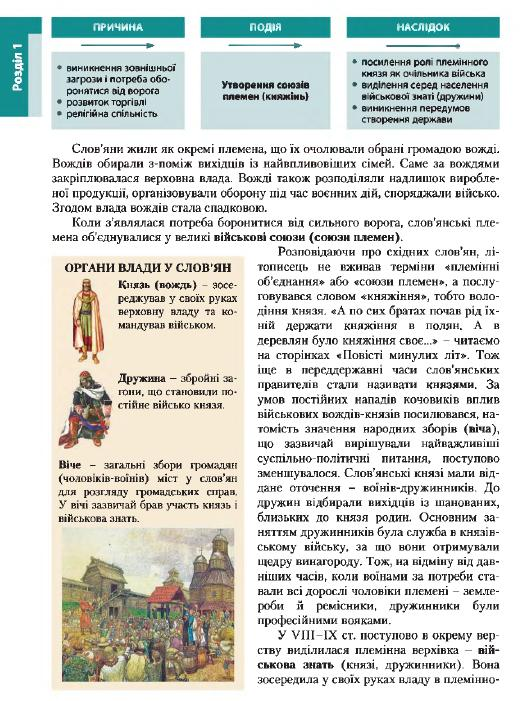 Розділ 1
ПРИЧИНА
• виникнення зовнішньої
загрози і потреба обо-
ронятися від ворога
• розвиток торгівлі
• релігійна спільність
ПОДІЯ
Утворення союзів
племен (княжінь)
НАСЛІДОК
• посилення ролі племінного
князя як очільника війська
• виділення серед населення
військової знаті (дружини)
• виникнення передумов
створення держави
Слов'яни жили як окремі племена, що їх очолювали обрані громадою вожді.
Вождів обирали з-поміж вихідців із найвпливовіших сімей. Саме за вождями
закріплювалася верховна влада. Вожді також розподіляли надлишок виробле-
ної продукції, організовували оборону під час воєнних дій, споряджали військо.
Згодом влада вождів стала спадковою.
Коли з'являлася потреба боронитися від сильного ворога, слов'янські пле-
мена об'єднувалися у великі військові союзи (союзи племен).
ОРГАНИ ВЛАДИ У СЛОВ'ЯН
Князь (вождь) – зосе-
реджував у своїх руках
верховну владу та ко-
мандував військом.
Дружина – збройні за-
гони, що становили по-
стійне військо князя.
Віче – загальні збори громадян
(чоловіків-воїнів) міст у слов'ян
для розгляду громадських справ.
У вічі зазвичай брав участь князь і
військова знать.
Розповідаючи про східних слов'ян, лі-
тописець не вживав терміни «племінні
об'єднання» або «союзи племен», а послу-
говувався словом «княжіння», тобто воло-
діння князя. «А по сих братах почав рід їх-
ній держати княжіння в полян. А в
деревлян було княжіння своє...» – читаємо
на сторінках «Повісті минулих літ». Тож
іще в переддержавні часи слов'янських
правителів стали називати князями. За
умов постійних нападів кочовиків вплив
військових вождів-князів посилювався, на-
томість значення народних зборів (віча),
що зазвичай вирішували найважливіші
суспільно-політичні питання, поступово
зменшувалося. Слов'янські князі мали від-
дане оточення – воїнів-дружинників. До
дружин відбирали вихідців із шанованих,
близьких до князя родин. Основним за-
няттям дружинників була служба в князів-
ському війську, за що вони отримували
щедру винагороду. Тож, на відміну від дав-
ніших часів, коли воїнами за потреби ста-
вали всі дорослі чоловіки племені – земле-
роби й ремісники, дружинники були
професійними вояками.
У VIII–IX ст. поступово в окрему вер-
ству виділилася племінна верхівка – вій-
ськова знать (князі, дружинники). Вона
зосередила у своїх руках владу в племінно-